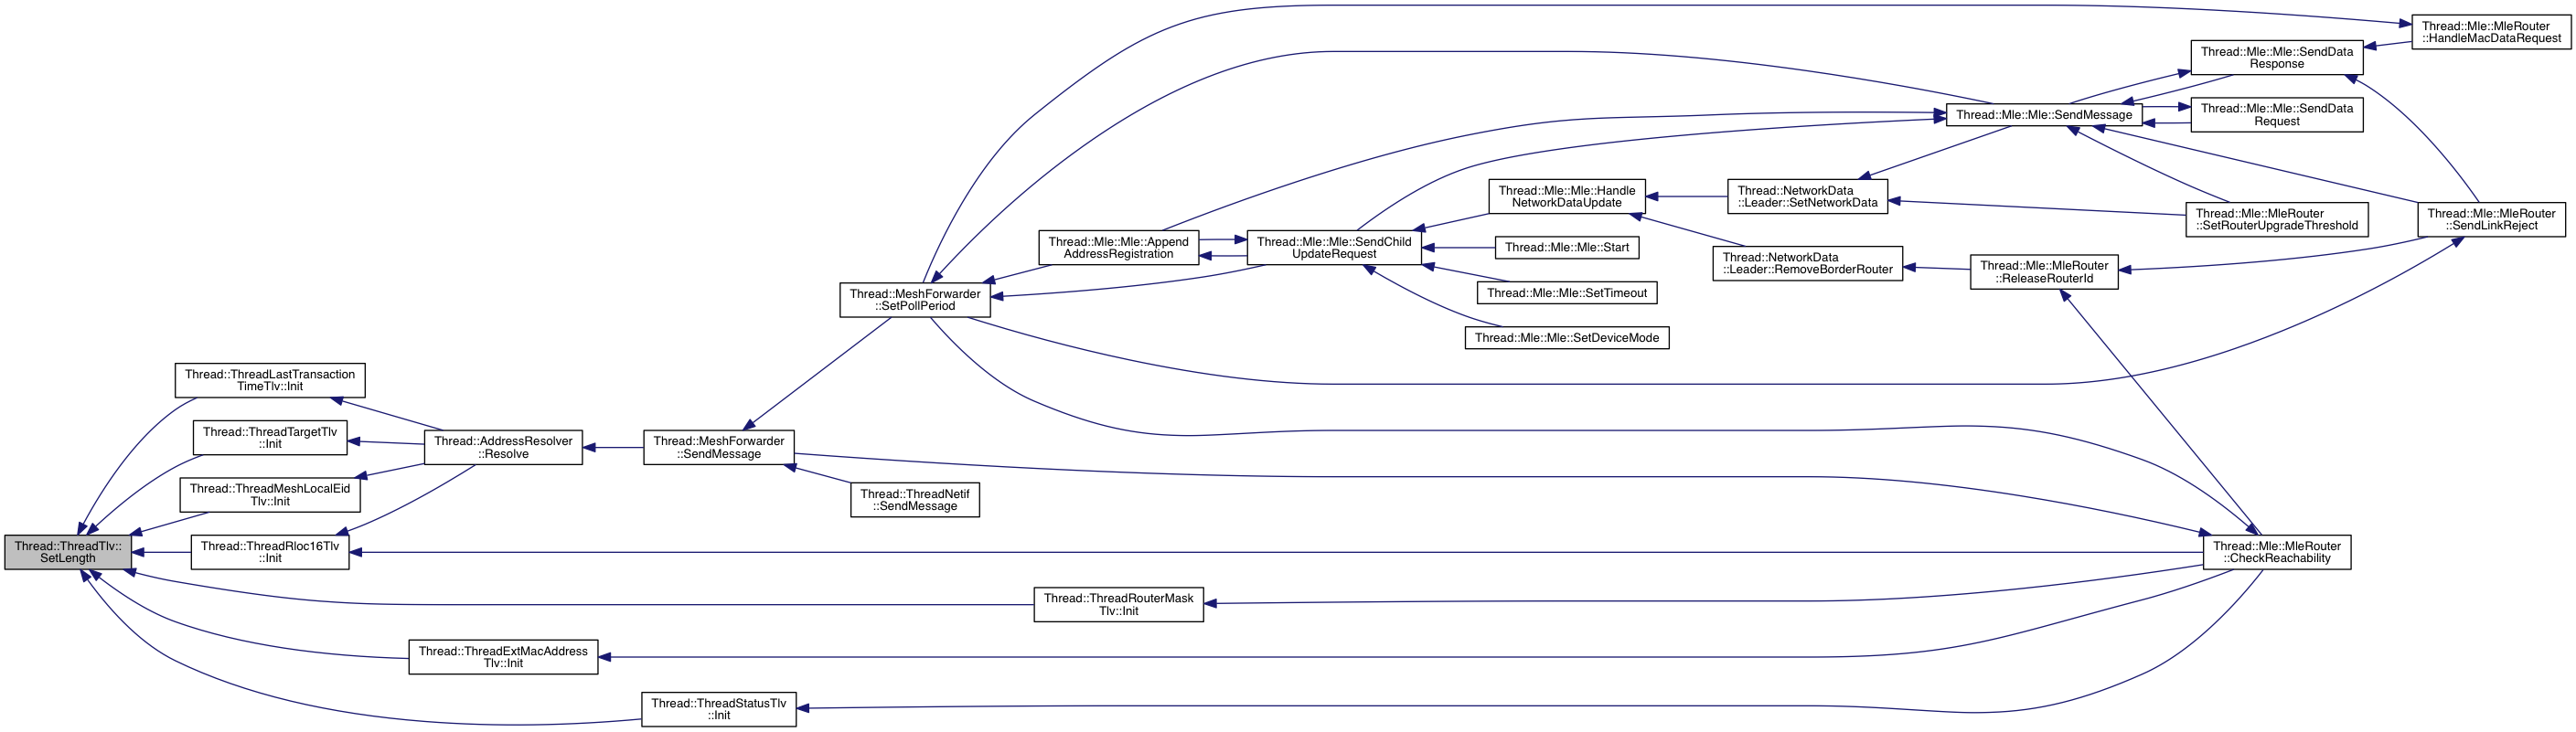 Thread::ThreadTlv::
SetLength
Thread::ThreadLastTransaction
TimeTlv::Init
Thread::ThreadTargetTlv
::Init
Thread::ThreadMeshLocalEid
Tlv::Init
Thread::ThreadRloc16Tlv
::Init
Thread::ThreadExtMacAddress
Tlv::Init
Thread::ThreadStatusTlv
::Init
Thread::AddressResolver
::Resolve
Thread::MeshForwarder
::SendMessage
Thread::ThreadNetif
::SendMessage
Thread::MeshForwarder
::SetPollPeriod
Thread::ThreadRouterMask
Tlv::Init
Thread::Mle::Mle::Append
AddressRegistration
Thread::Mle::Mle::SendChild
UpdateRequest
Thread::Mle::Mle::Handle
NetworkDataUpdate
Thread::Mle::Mle::Start
Thread::Mle::Mle::SetTimeout
Thread::Mle::Mle::SetDeviceMode
Thread::NetworkData
::Leader::SetNetworkData
Thread::NetworkData
::Leader::RemoveBorderRouter
Thread::Mle::Mle::SendMessage
Thread::Mle::MleRouter
::ReleaseRouterId
Thread::Mle::Mle::SendData
Response
Thread::Mle::Mle::SendData
Request
Thread::Mle::MleRouter
::SetRouterUpgradeThreshold
Thread::Mle::MleRouter
::CheckReachability
Thread::Mle::MleRouter
::HandleMacDataRequest
Thread::Mle::MleRouter
::SendLinkReject